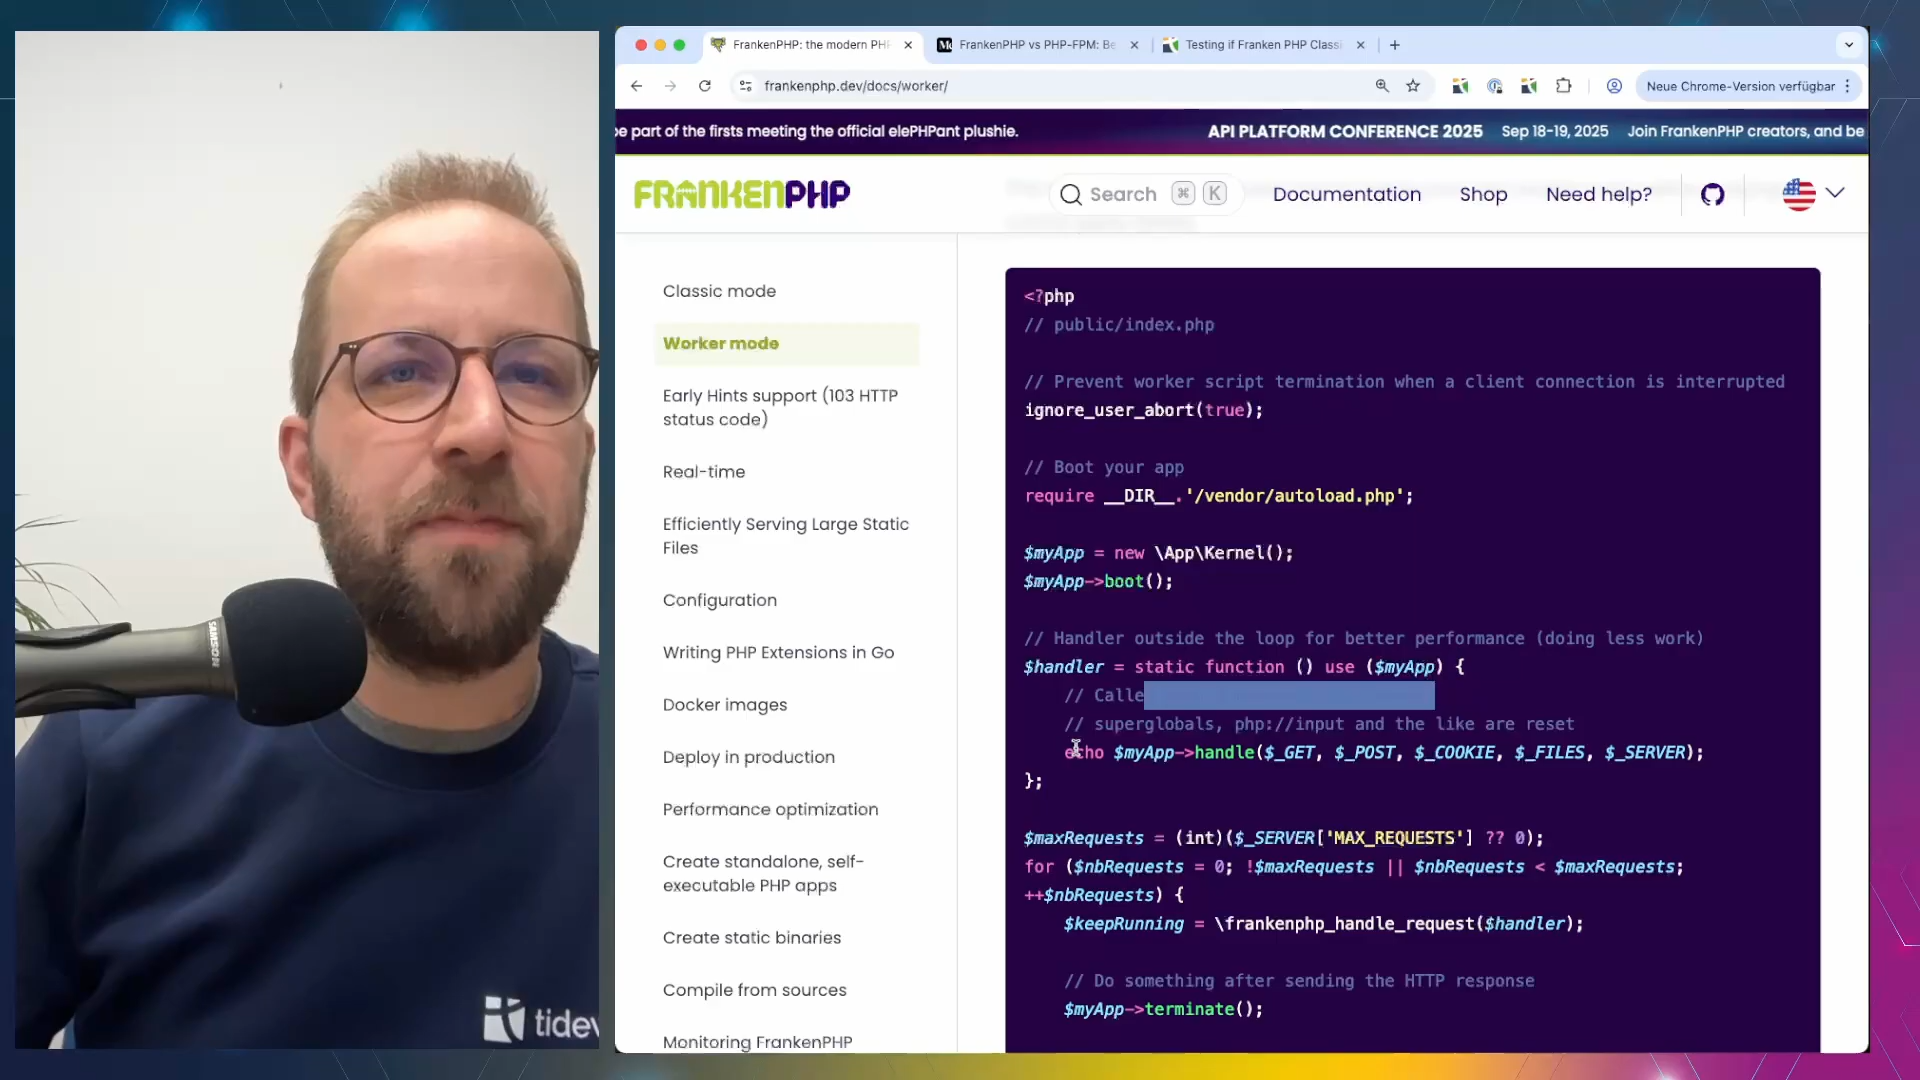 FrankenPHP: the modern PHP
FrankenPHP vs PHP-FPM: Be
Testing if Franken PHP Classi
frankenphp.dev/docs/worker/
Neue Chrome-Version verfügbar
be part of the firsts meeting the official elePHPant plushie.
API PLATFORM CONFERENCE 2025 Sep 18-19, 2025 Join FrankenPHP creators, and be
FRANKENPHP
Search ⌘ K
Documentation
Shop
Need help?
Classic mode
Worker mode
Early Hints support (103 HTTP
status code)
Real-time
Efficiently Serving Large Static
Files
Configuration
Writing PHP Extensions in Go
Docker images
Deploy in production
Performance optimization
Create standalone, self-
executable PHP apps
Create static binaries
Compile from sources
Monitoring FrankenPHP
<?php
// public/index.php
// Prevent worker script termination when a client connection is interrupted
ignore_user_abort(true);
// Boot your app
require __DIR__.'/vendor/autoload.php';
$myApp = new \App\Kernel();
$myApp->boot();
// Handler outside the loop for better performance (doing less work)
$handler = static function () use ($myApp) {
// Calle
// superglobals, php://input and the like are reset
echo $myApp->handle($_GET, $_POST, $_COOKIE, $_FILES, $_SERVER);
};
$maxRequests = (int)($_SERVER['MAX_REQUESTS'] ?? 0);
for ($nbRequests = 0; !$maxRequests || $nbRequests < $maxRequests;
++$nbRequests) {
$keepRunning = \frankenphp_handle_request($handler);
// Do something after sending the HTTP response
$myApp->terminate();
SAMSON
tidev